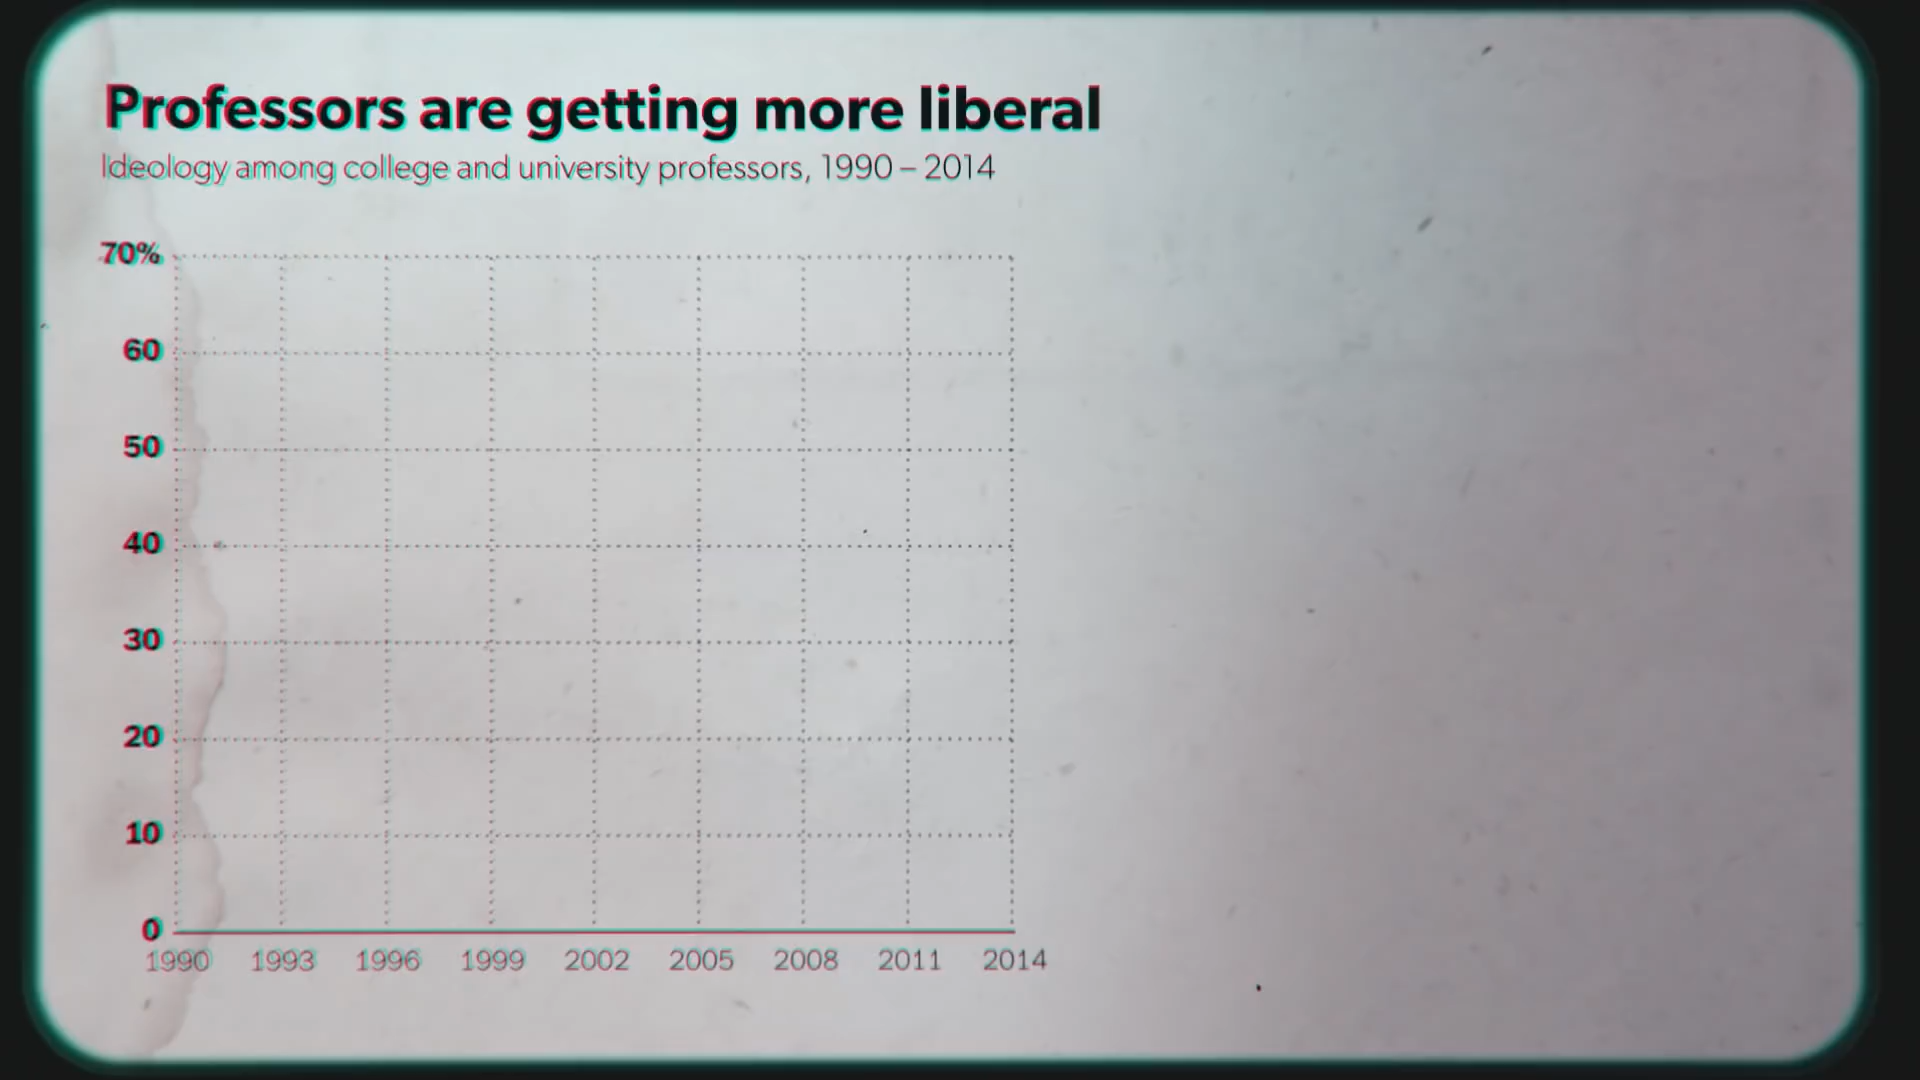 Professors are getting more liberal
Ideology among college and university professors, 1990 – 2014
70%
60
50
40
30
20
10
0
1990 1993 1996 1999 2002 2005 2008 2011 2014